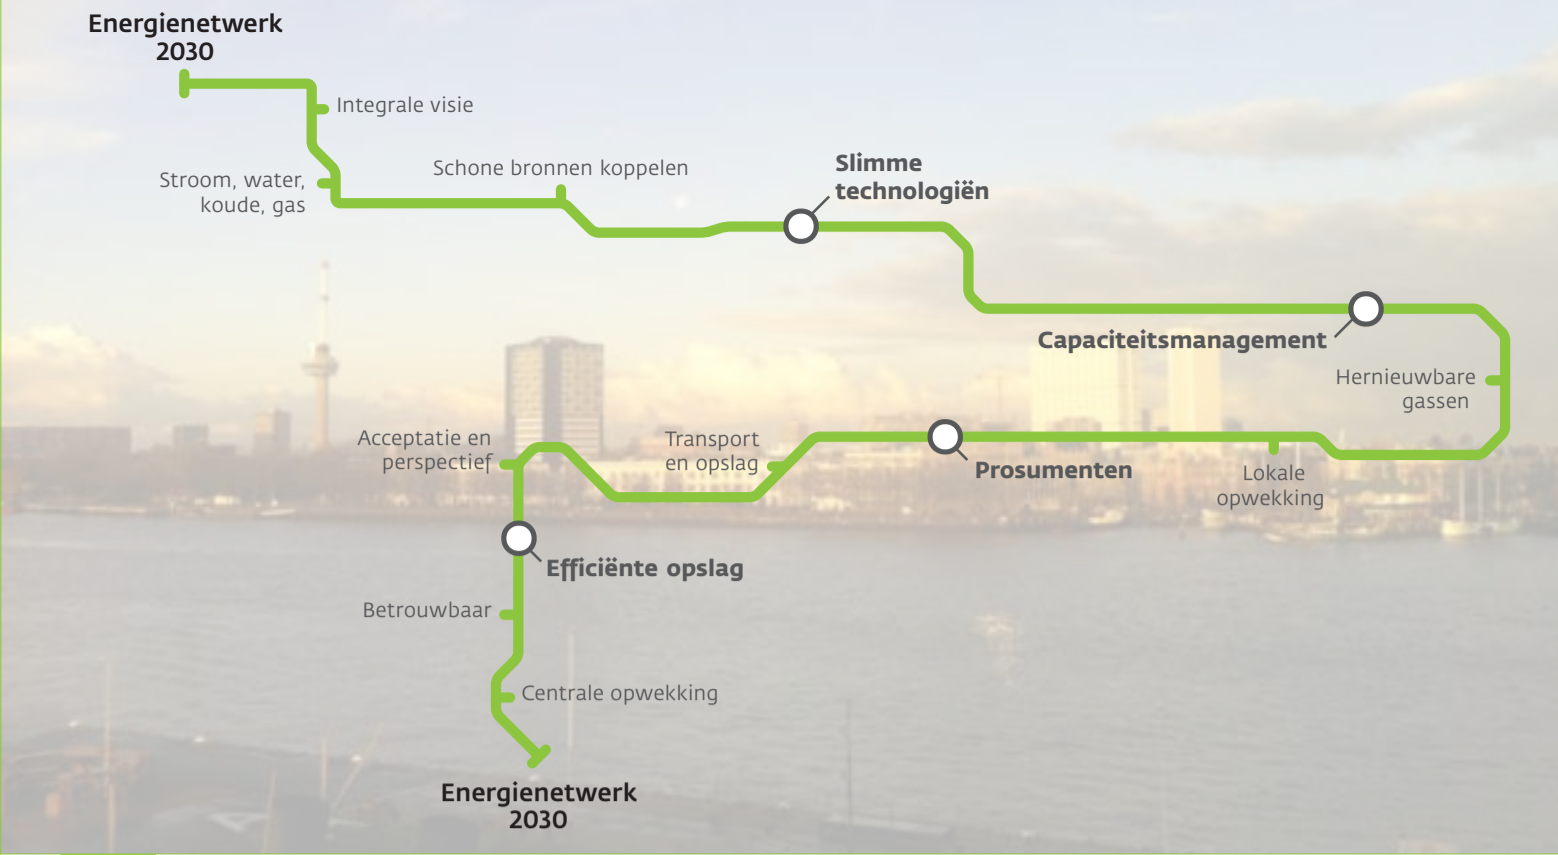 Energienetwerk
2030
Integrale visie
Stroom, water,
koude, gas
Schone bronnen koppelen
Slimme
technologiën
Capaciteitsmanagement
Hernieuwbare
gassen
Lokale
opwekking
Prosumenten
Transport
en opslag
Acceptatie en
perspectief
Efficiënte opslag
Betrouwbaar
Centrale opwekking
Energienetwerk
2030